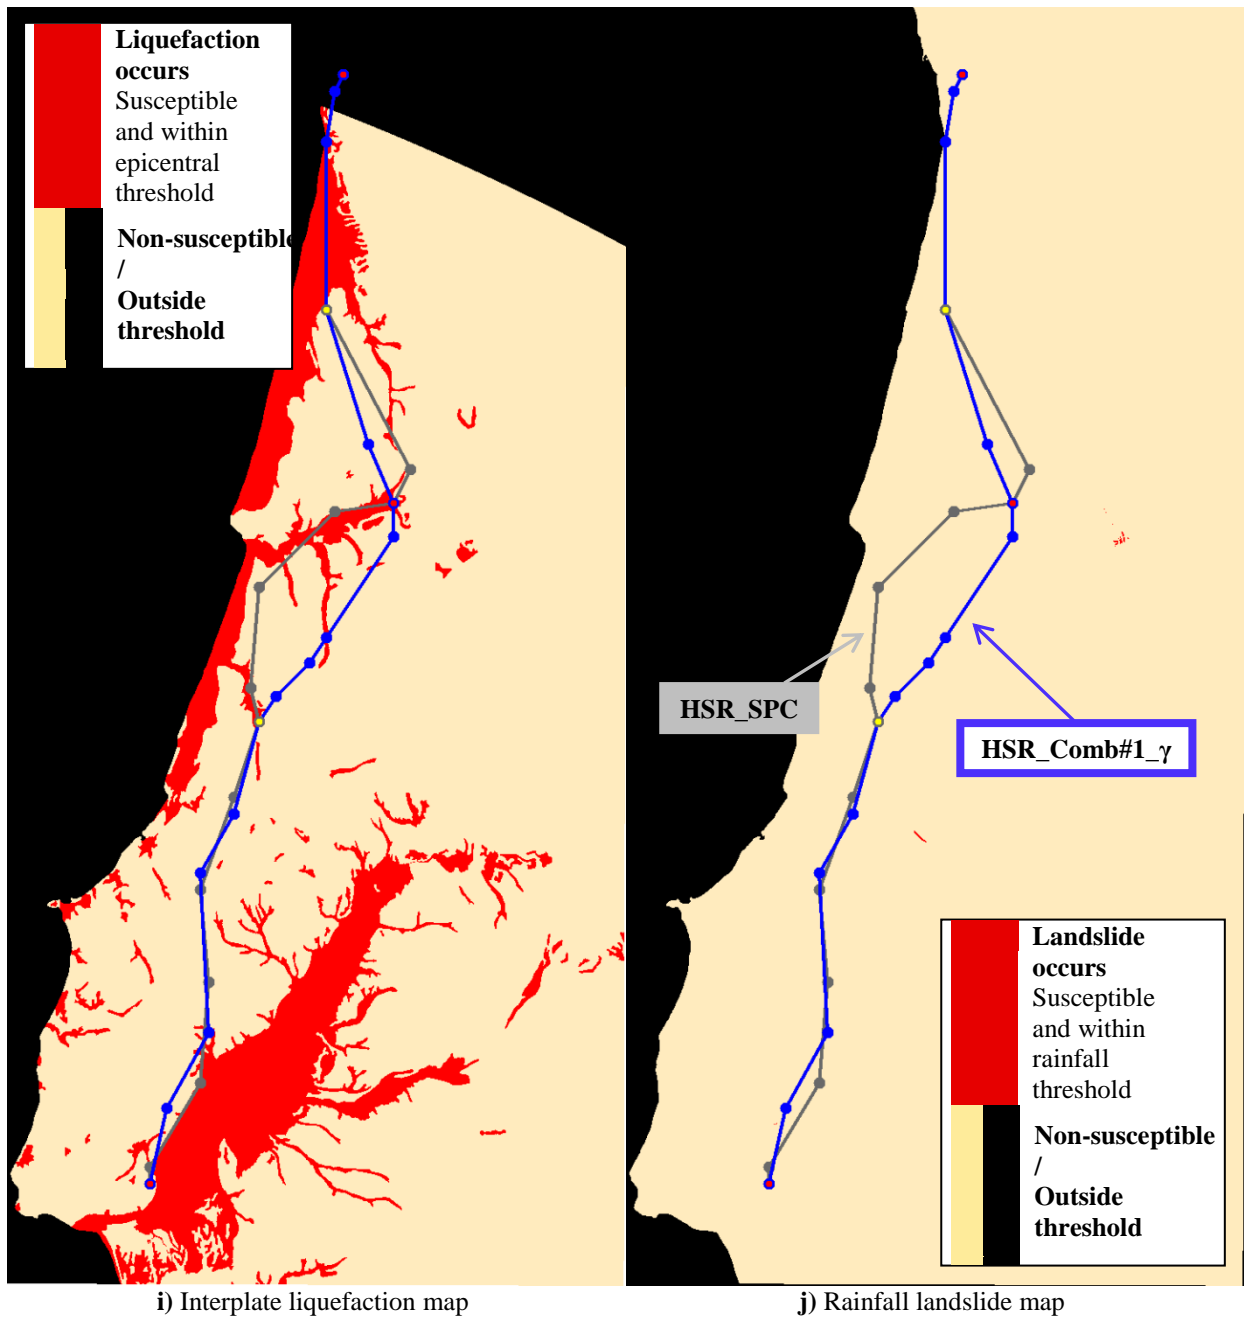 Liquefaction
occurs
Susceptible
and within
epicentral
threshold
Non-susceptible
/
Outside
threshold
HSR_SPC
HSR_Comb#1_γ
Landslide
occurs
Susceptible
and within
rainfall
threshold
Non-susceptible
/
Outside
threshold
i) Interplate liquefaction map
j) Rainfall landslide map